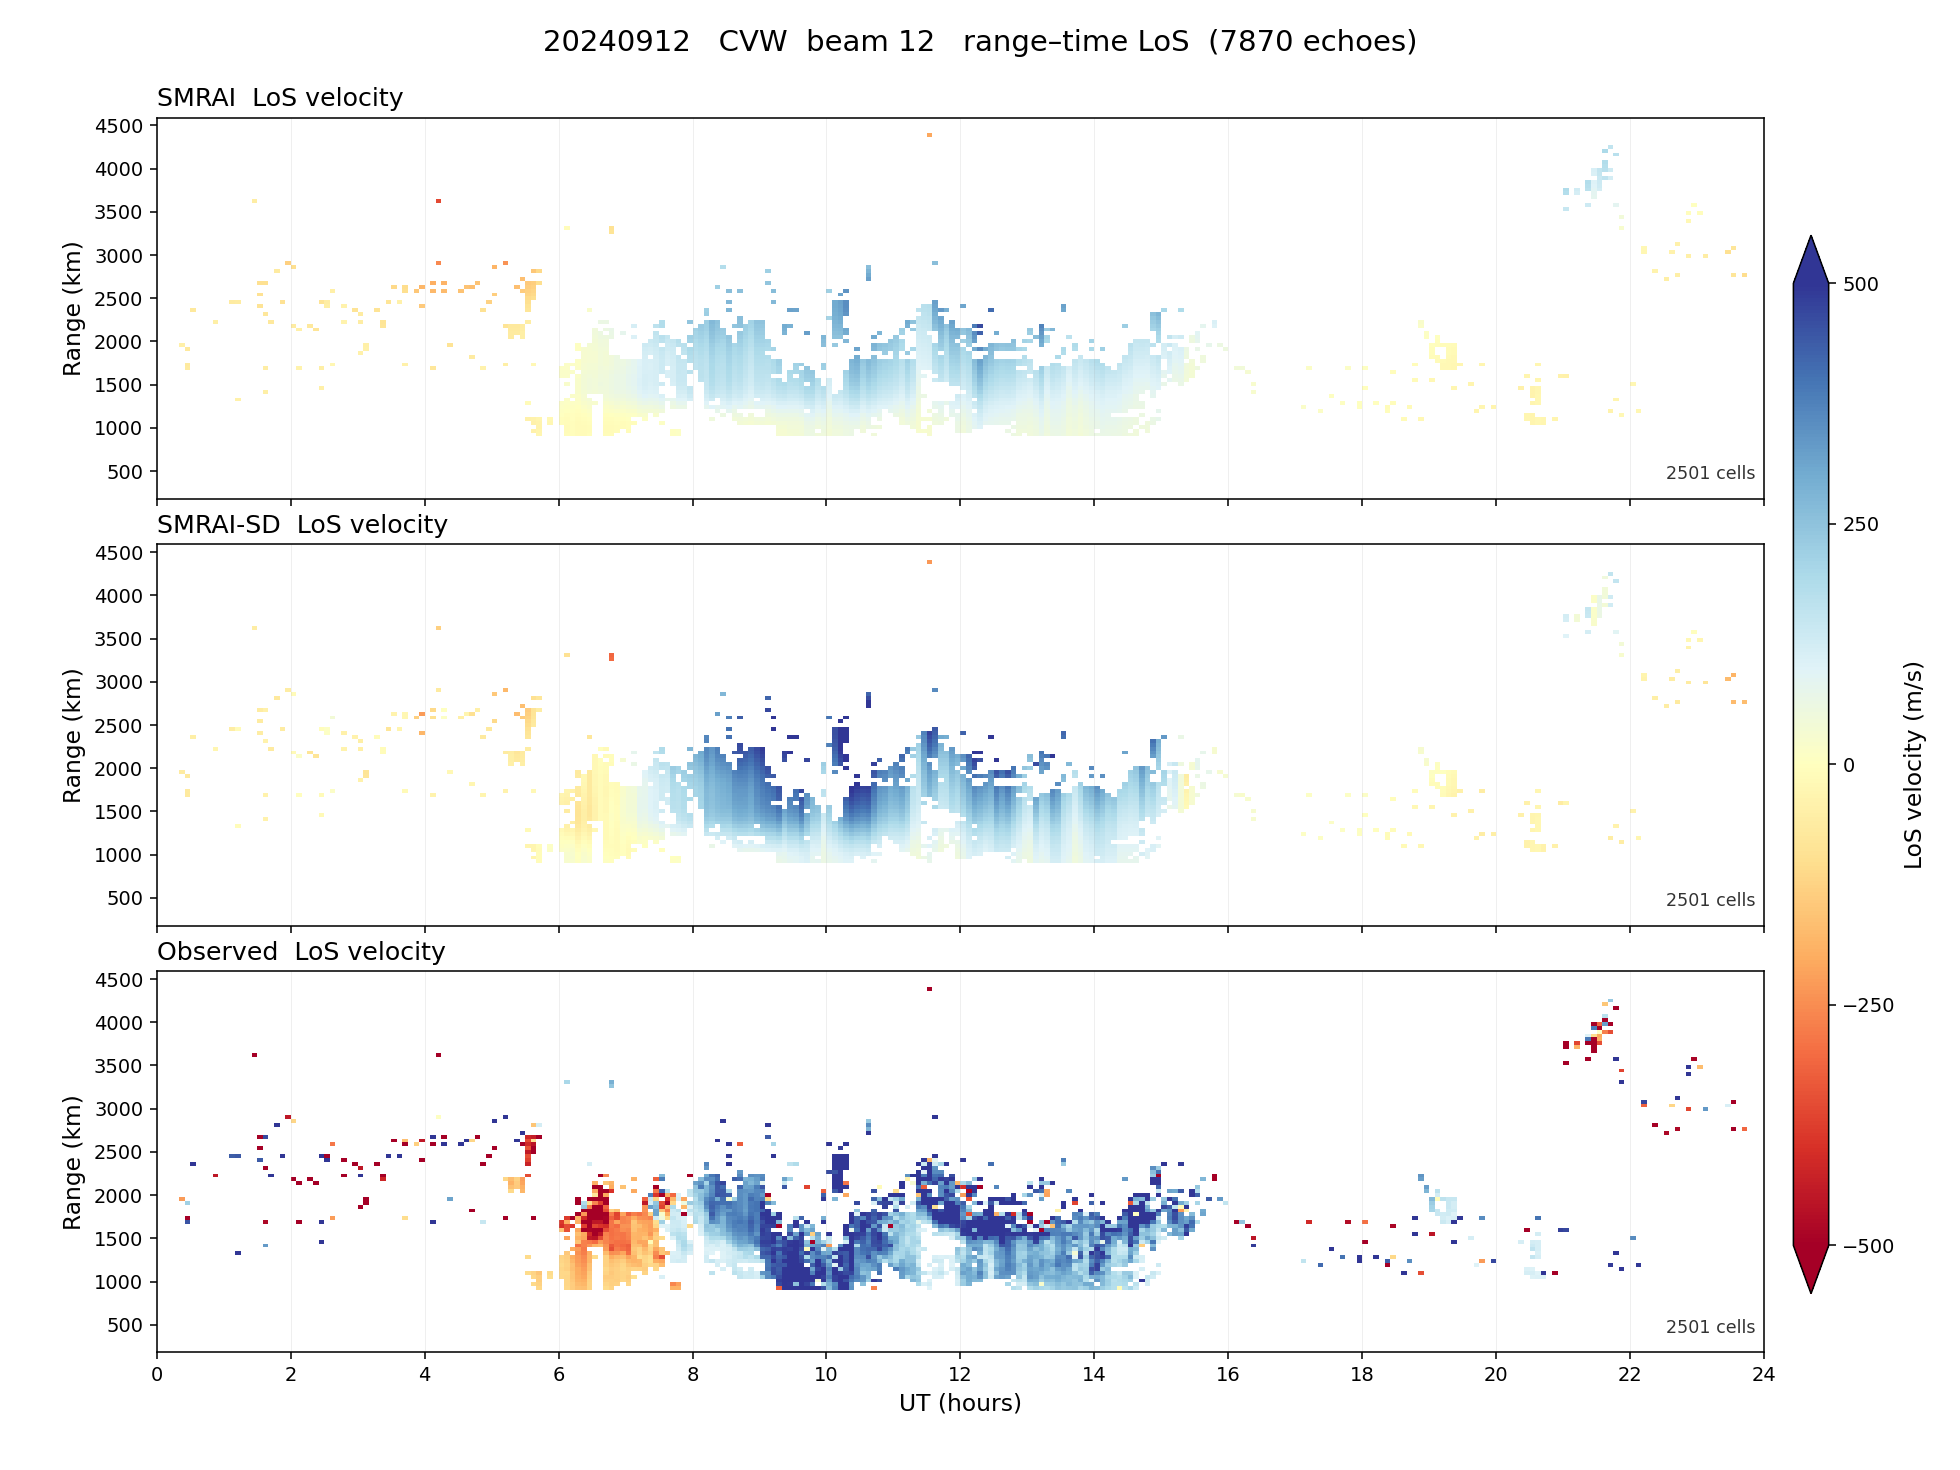 20240912   CVW  beam 12   range–time LoS  (7870 echoes)
SMRAI  LoS velocity
4500
4000
3500
3000
2500
2000
1500
1000
500
Range (km)
2501 cells
SMRAI-SD  LoS velocity
4500
4000
3500
3000
2500
2000
1500
1000
500
Range (km)
2501 cells
Observed  LoS velocity
4500
4000
3500
3000
2500
2000
1500
1000
500
Range (km)
2501 cells
0 2 4 6 8 10 12 14 16 18 20 22 24
UT (hours)
500
250
0
−250
−500
LoS velocity (m/s)